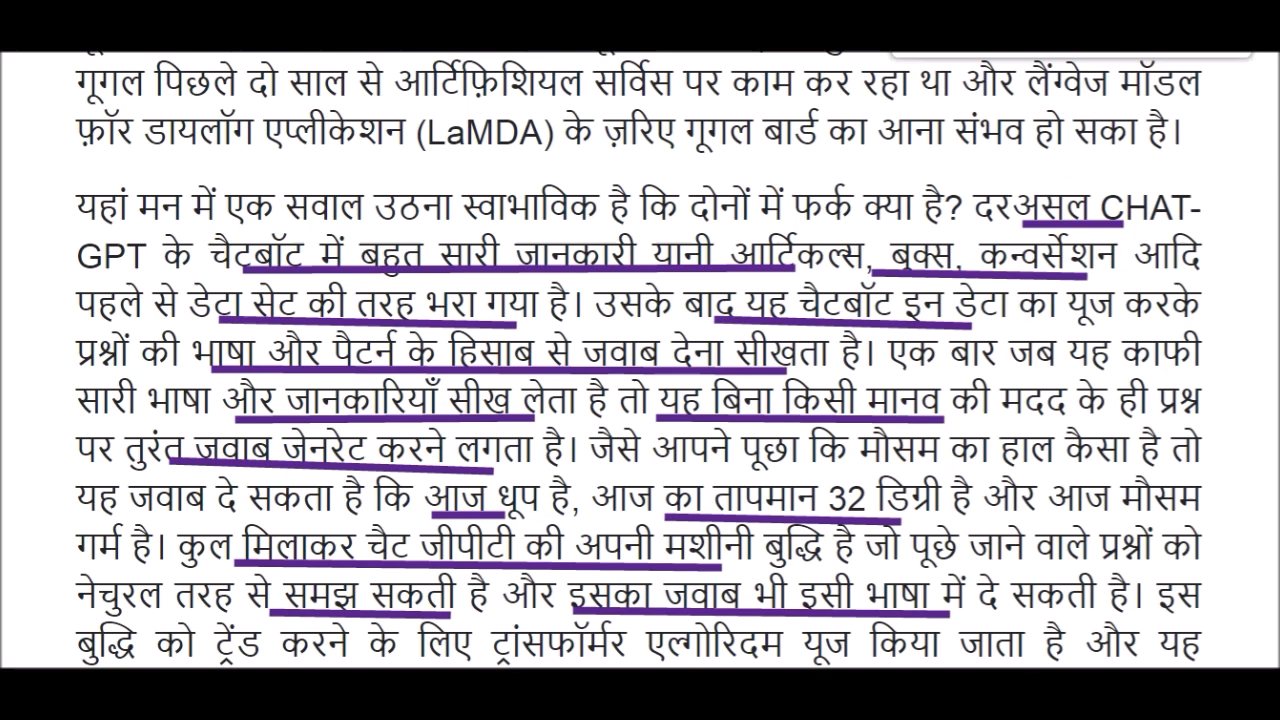 गूगल पिछले दो साल से आर्टिफ़िशियल सर्विस पर काम कर रहा था और लैंग्वेज मॉडल
फ़ॉर डायलॉग एप्लीकेशन (LaMDA) के ज़रिए गूगल बार्ड का आना संभव हो सका है।
यहां मन में एक सवाल उठना स्वाभाविक है कि दोनों में फर्क क्या है? दरअसल CHAT-
GPT के चैटबॉट में बहुत सारी जानकारी यानी आर्टिकल्स, बुक्स, कन्वर्सेशन आदि
पहले से डेटा सेट की तरह भरा गया है। उसके बाद यह चैटबॉट इन डेटा का यूज करके
प्रश्नों की भाषा और पैटर्न के हिसाब से जवाब देना सीखता है। एक बार जब यह काफी
सारी भाषा और जानकारियाँ सीख लेता है तो यह बिना किसी मानव की मदद के ही प्रश्न
पर तुरंत जवाब जेनरेट करने लगता है। जैसे आपने पूछा कि मौसम का हाल कैसा है तो
यह जवाब दे सकता है कि आज धूप है, आज का तापमान 32 डिग्री है और आज मौसम
गर्म है। कुल मिलाकर चैट जीपीटी की अपनी मशीनी बुद्धि है जो पूछे जाने वाले प्रश्नों को
नेचुरल तरह से समझ सकती है और इसका जवाब भी इसी भाषा में दे सकती है। इस
बुद्धि को ट्रेंड करने के लिए ट्रांसफॉर्मर एल्गोरिदम यूज किया जाता है और यह